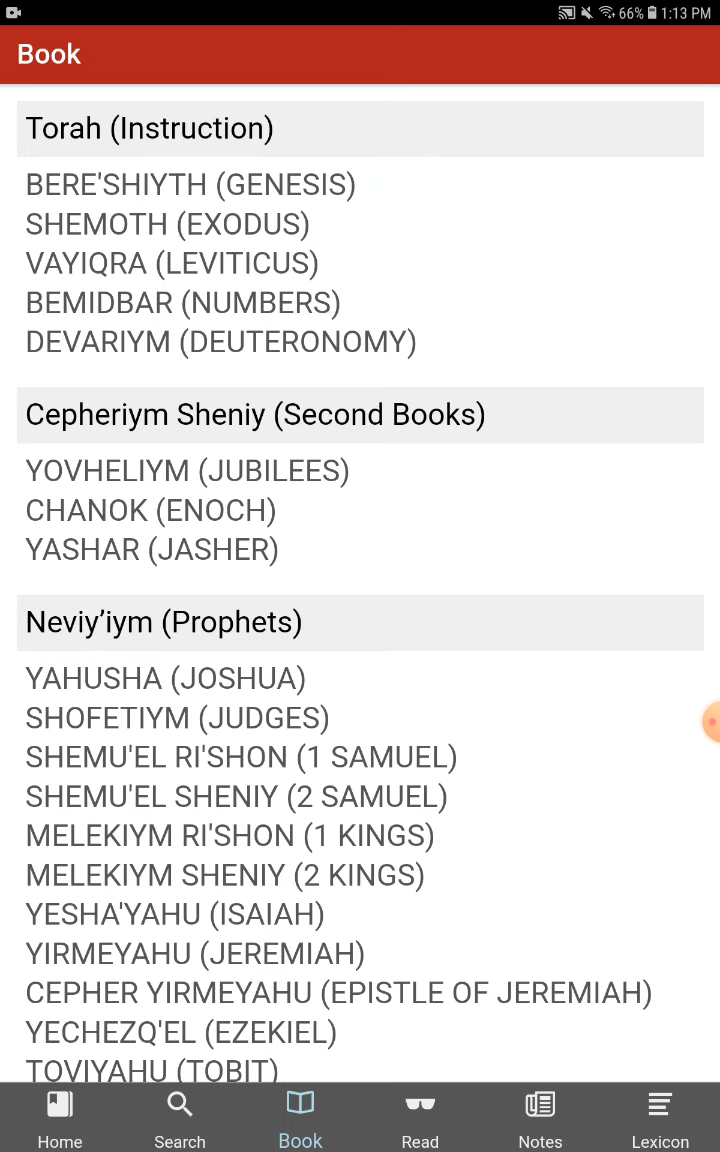 66% 1:13 PM
Book
Torah (Instruction)
BERE'SHIYTH (GENESIS)
SHEMOTH (EXODUS)
VAYIQRA (LEVITICUS)
BEMIDBAR (NUMBERS)
DEVARIYM (DEUTERONOMY)
Cepheriym Sheniy (Second Books)
YOVHELIYM (JUBILEES)
CHANOK (ENOCH)
YASHAR (JASHER)
Neviy’iym (Prophets)
YAHUSHA (JOSHUA)
SHOFETIYM (JUDGES)
SHEMU'EL RI'SHON (1 SAMUEL)
SHEMU'EL SHENIY (2 SAMUEL)
MELEKIYM RI'SHON (1 KINGS)
MELEKIYM SHENIY (2 KINGS)
YESHA'YAHU (ISAIAH)
YIRMEYAHU (JEREMIAH)
CEPHER YIRMEYAHU (EPISTLE OF JEREMIAH)
YECHEZQ'EL (EZEKIEL)
TOVIYAHU (TOBIT)
Home Search Book Read Notes Lexicon